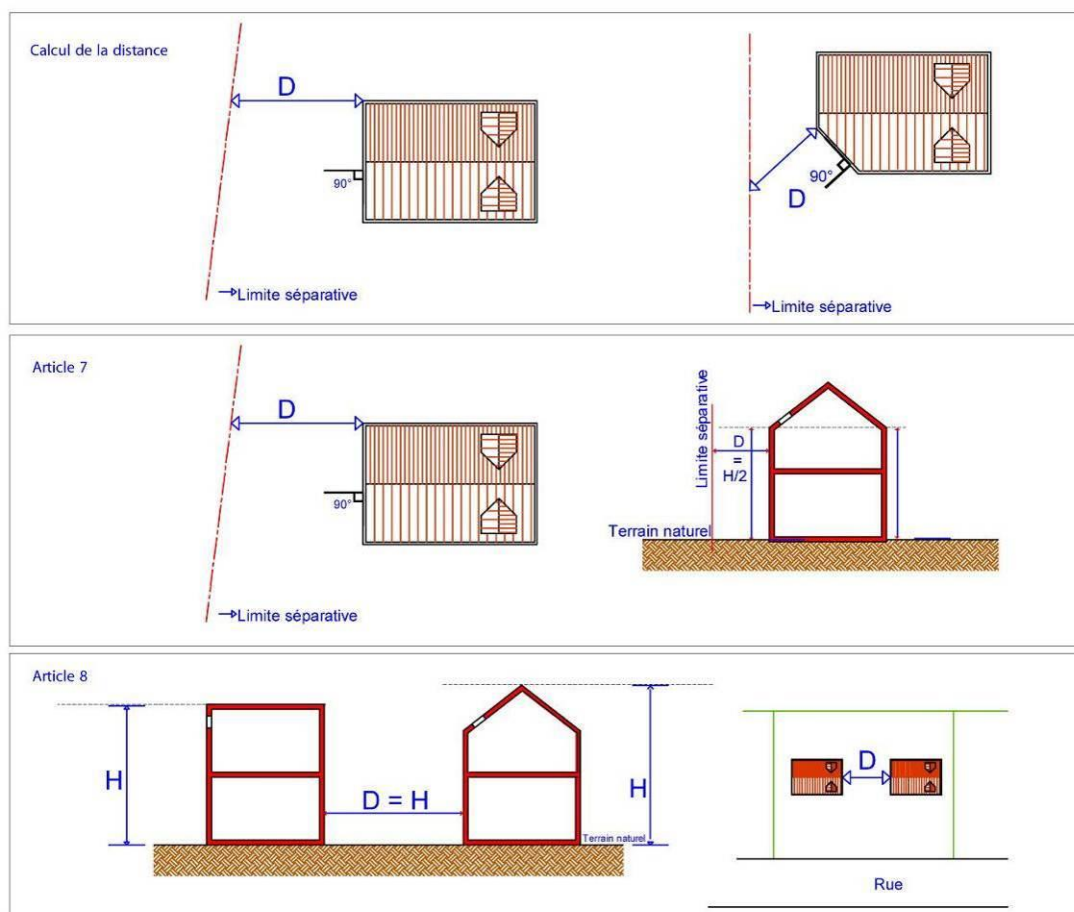 Calcul de la distance
D
90°
Limite séparative
90°
D
Limite séparative
Article 7
D
90°
Limite séparative
Limite séparative
D
=
H/2
Terrain naturel
Article 8
H
D = H
H
Terrain naturel
D
Rue